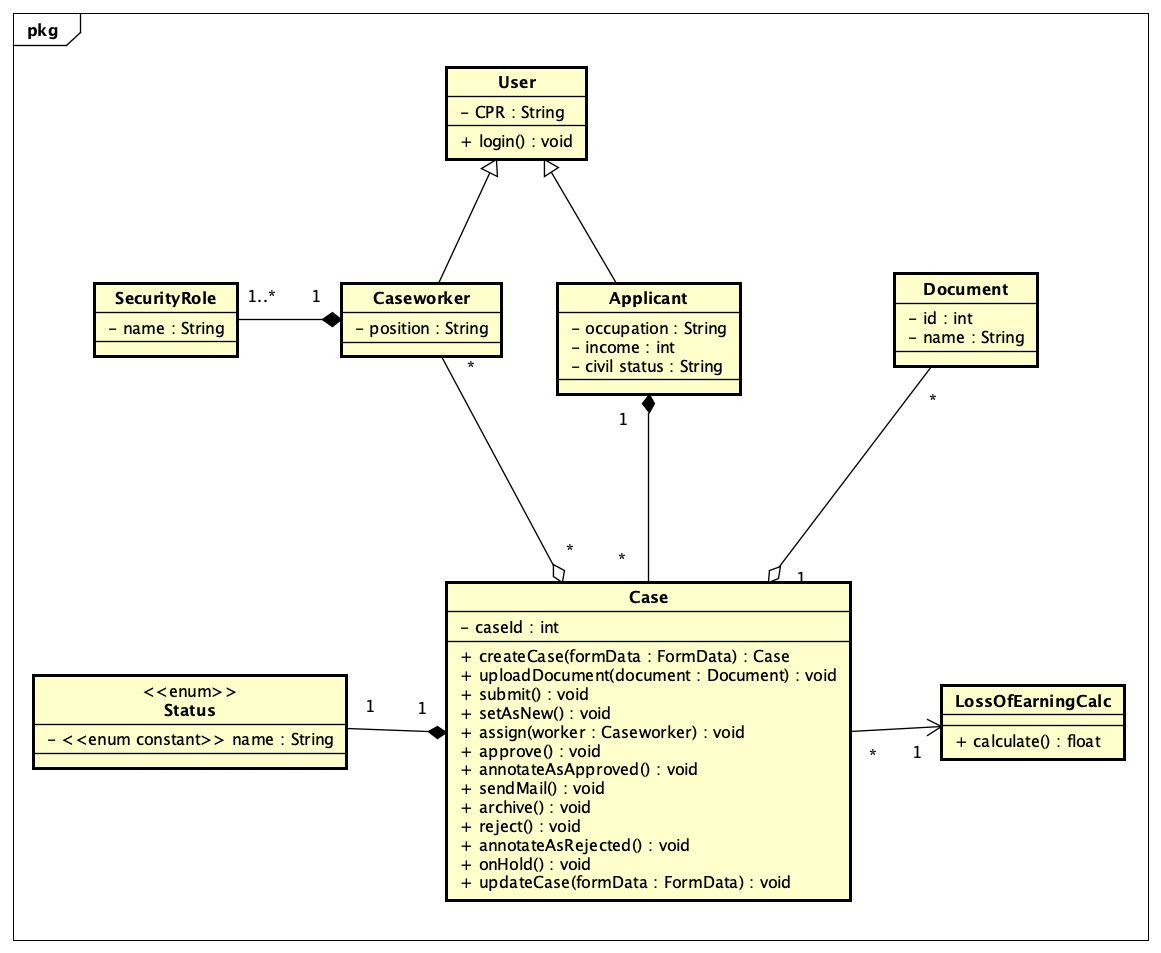 pkg
User
- CPR : String
+ login() : void
SecurityRole
- name : String
1..*
1
Caseworker
- position : String
*
Applicant
- occupation : String
- income : int
- civil status : String
1
Document
- id : int
- name : String
*
*
*
1
Case
- caseId : int
+ createCase(formData : FormData) : Case
+ uploadDocument(document : Document) : void
+ submit() : void
+ setAsNew() : void
+ assign(worker : Caseworker) : void
+ approve() : void
+ annotateAsApproved() : void
+ sendMail() : void
+ archive() : void
+ reject() : void
+ annotateAsRejected() : void
+ onHold() : void
+ updateCase(formData : FormData) : void
<<enum>>
Status
- <<enum constant>> name : String
1
1
*
1
LossOfEarningCalc
+ calculate() : float